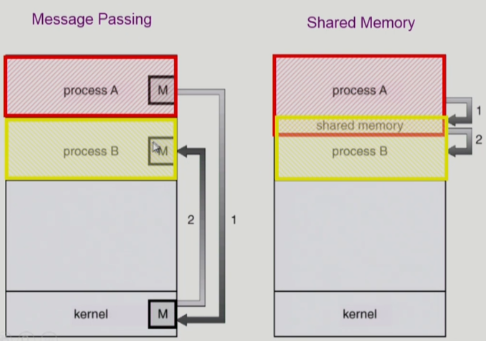 Message Passing
process A
M
process B
M
2
1
kernel
M
Shared Memory
process A
1
shared memory
2
process B
kernel